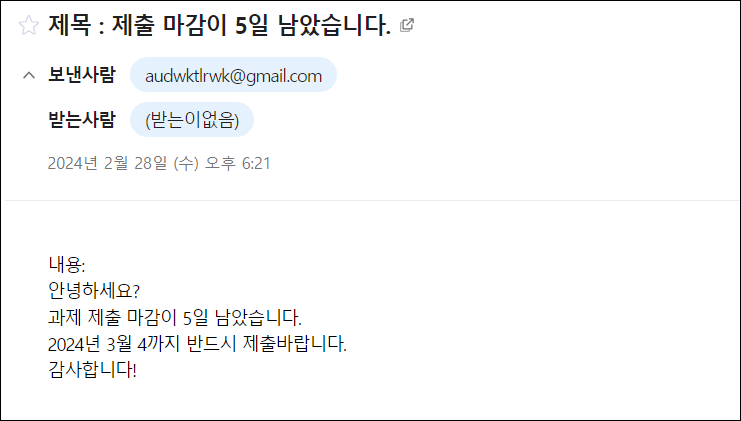 제목 : 제출 마감이 5일 남았습니다.
보낸사람 audwktlrwk@gmail.com
받는사람 (받는이없음)
2024년 2월 28일 (수) 오후 6:21
내용:
안녕하세요?
과제 제출 마감이 5일 남았습니다.
2024년 3월 4까지 반드시 제출바랍니다.
감사합니다!